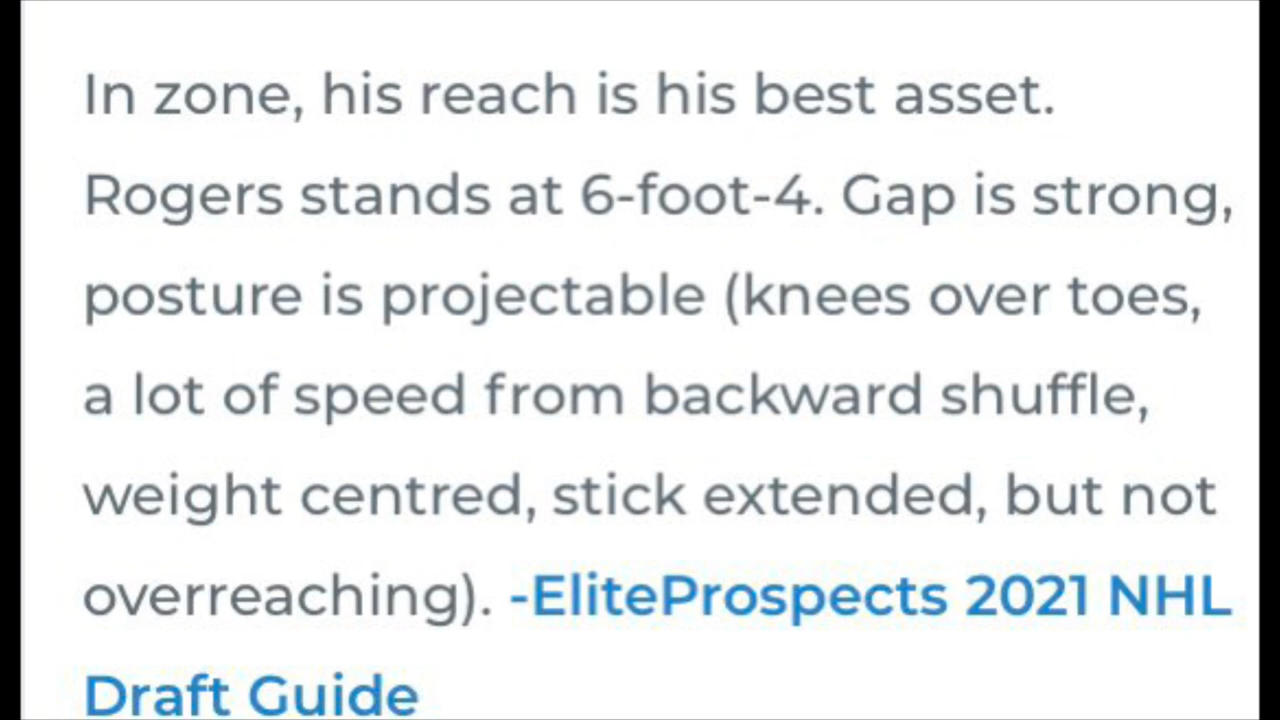 In zone, his reach is his best asset.
Rogers stands at 6-foot-4. Gap is strong,
posture is projectable (knees over toes,
a lot of speed from backward shuffle,
weight centred, stick extended, but not
overreaching). -EliteProspects 2021 NHL
Draft Guide